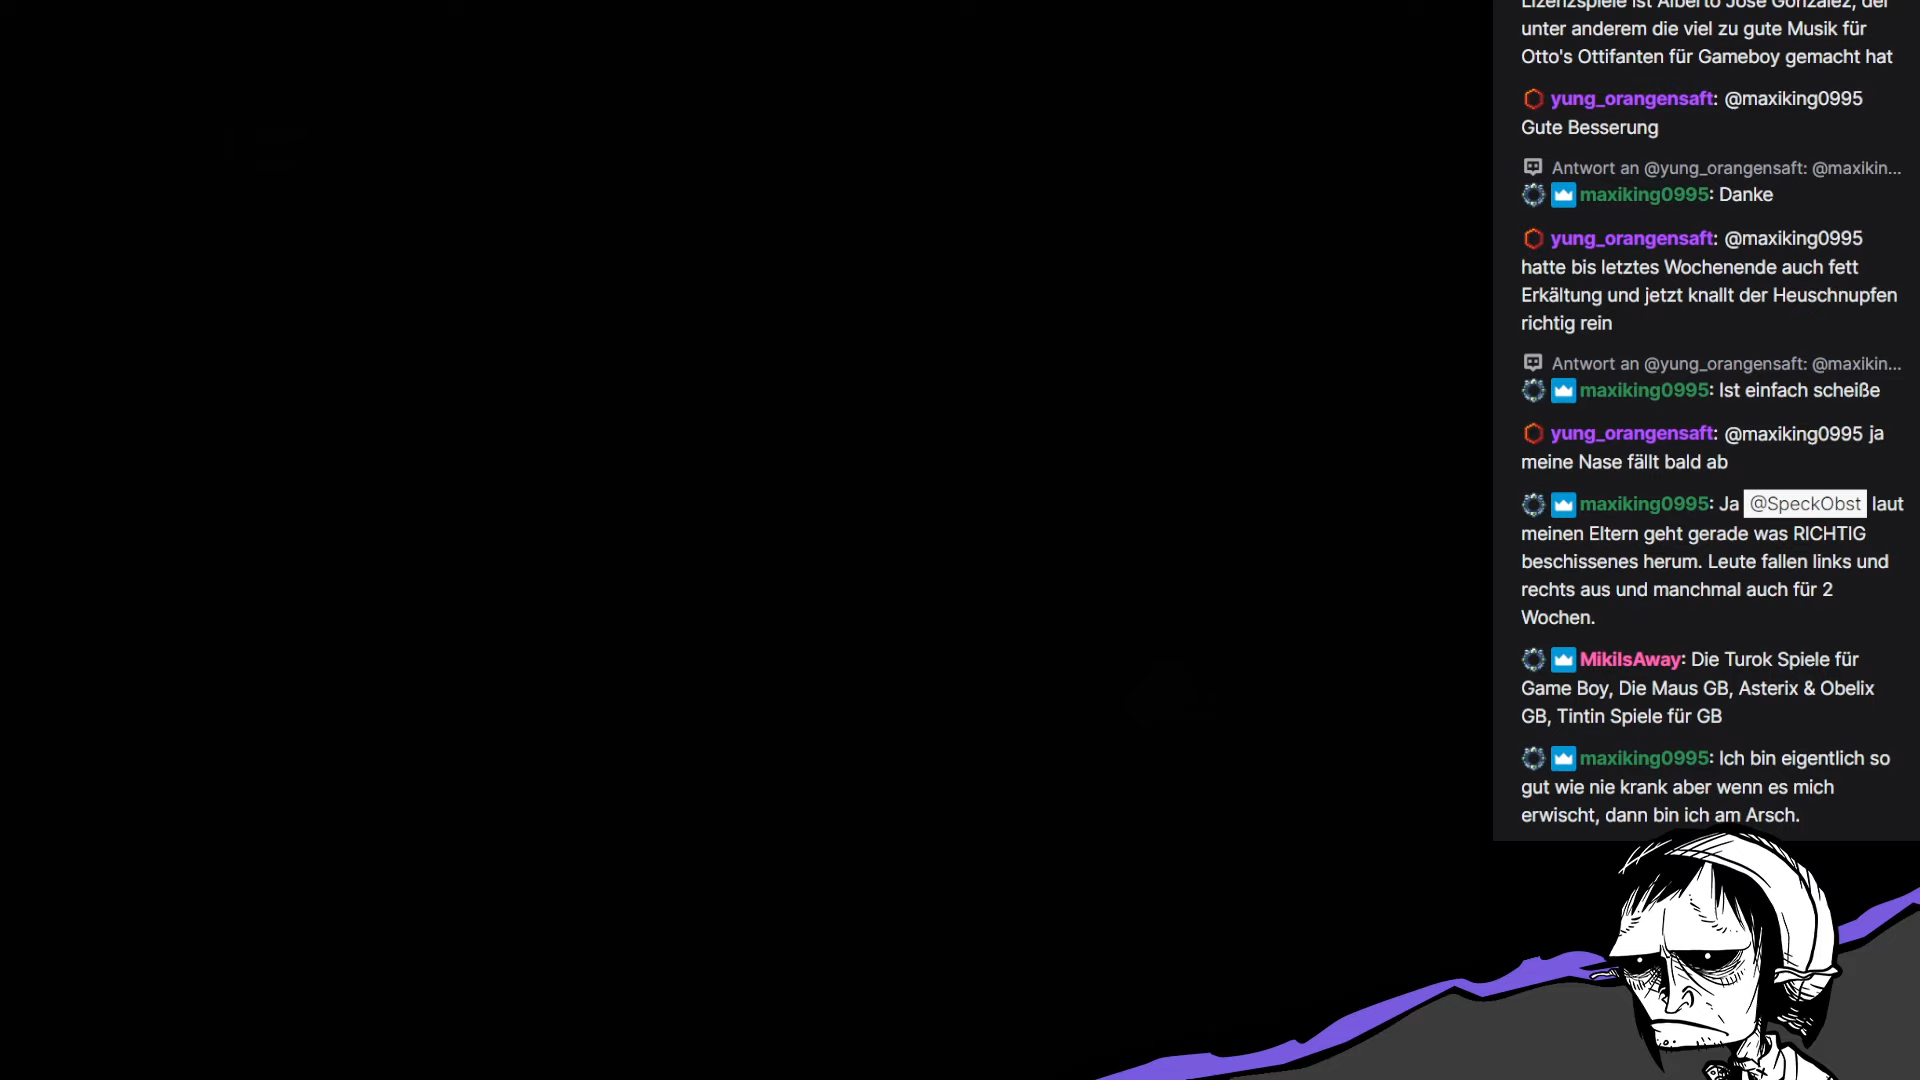 Lizenzspiele ist Alberto José González, der
unter anderem die viel zu gute Musik für
Otto's Ottifanten für Gameboy gemacht hat
yung_orangensaft: @maxiking0995
Gute Besserung
Antwort an @yung_orangensaft: @maxikin...
maxiking0995: Danke
yung_orangensaft: @maxiking0995
hatte bis letztes Wochenende auch fett
Erkältung und jetzt knallt der Heuschnupfen
richtig rein
Antwort an @yung_orangensaft: @maxikin...
maxiking0995: Ist einfach scheiße
yung_orangensaft: @maxiking0995 ja
meine Nase fällt bald ab
maxiking0995: Ja @SpeckObst laut
meinen Eltern geht gerade was RICHTIG
beschissenes herum. Leute fallen links und
rechts aus und manchmal auch für 2
Wochen.
MikiIsAway: Die Turok Spiele für
Game Boy, Die Maus GB, Asterix & Obelix
GB, Tintin Spiele für GB
maxiking0995: Ich bin eigentlich so
gut wie nie krank aber wenn es mich
erwischt, dann bin ich am Arsch.